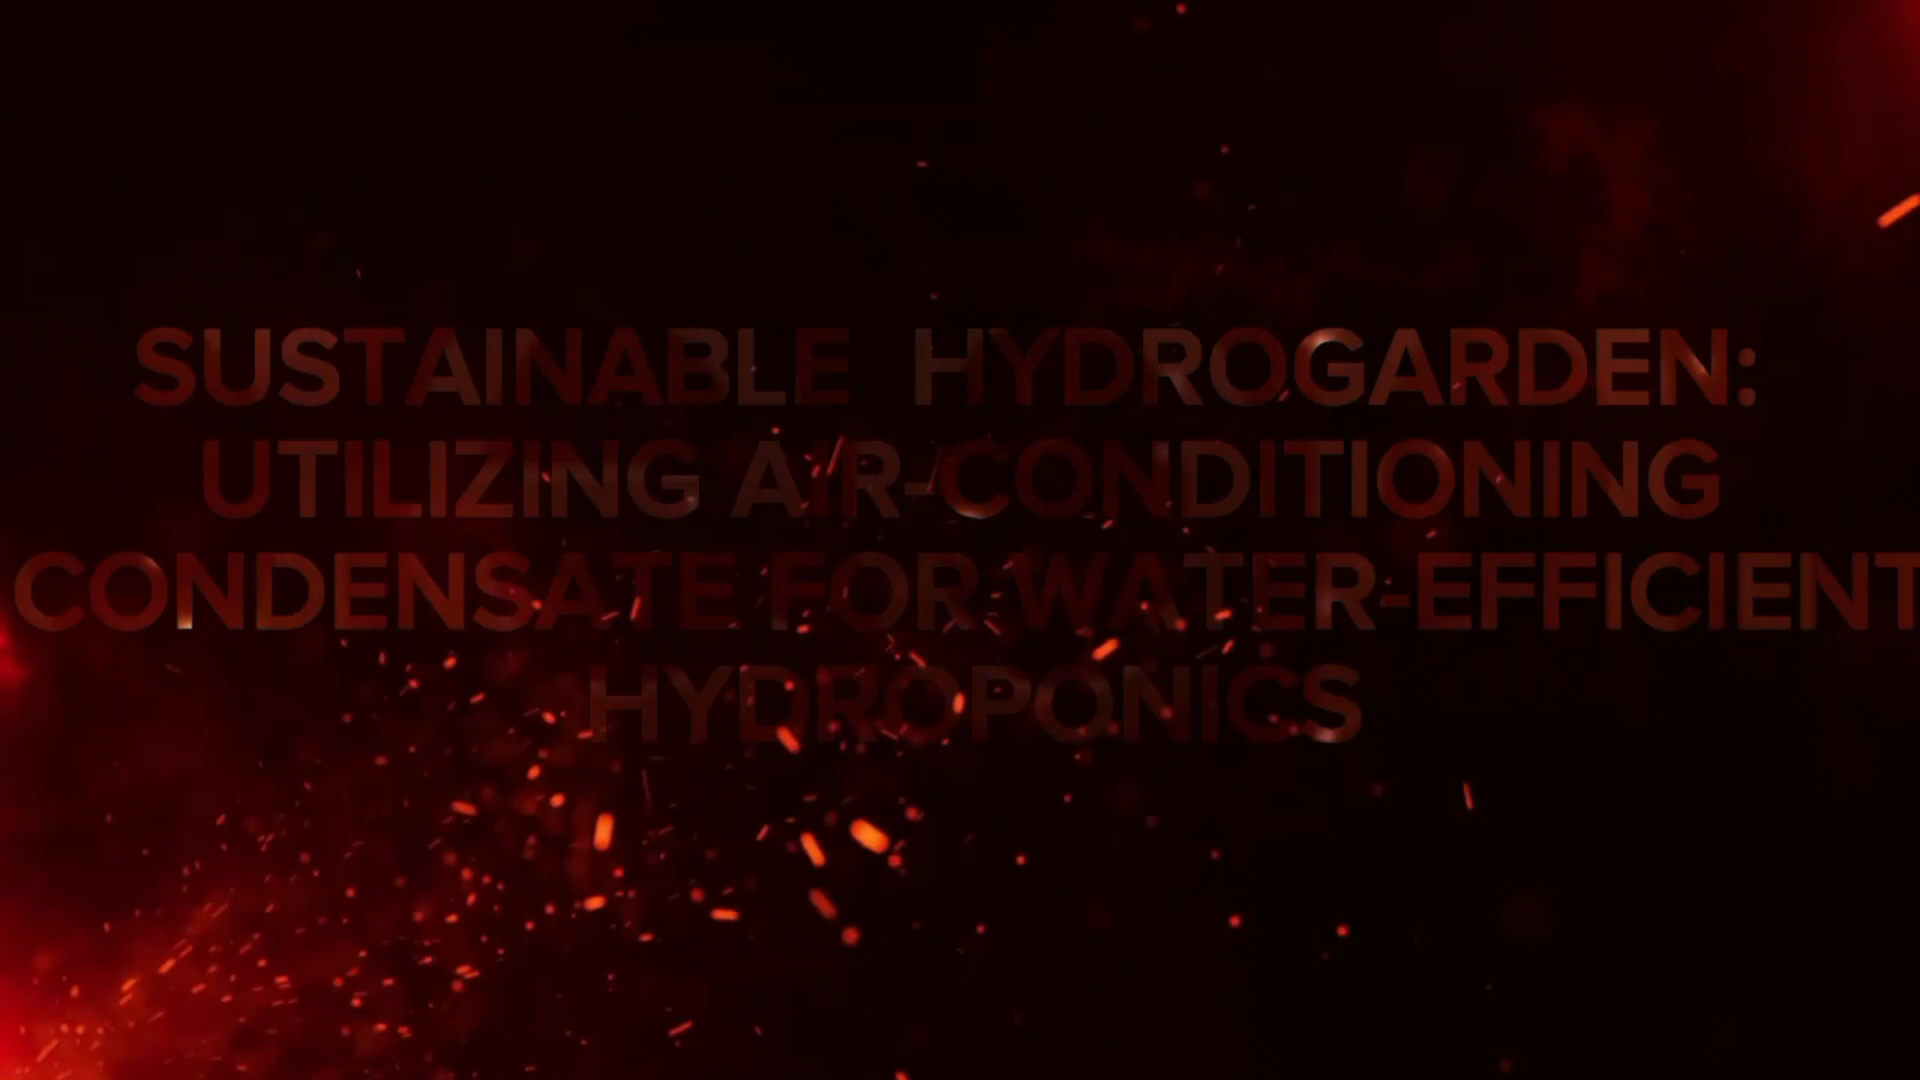 SUSTAINABLE HYDROGARDEN:
UTILIZING AIR-CONDITIONING
CONDENSATE FOR WATER-EFFICIENT
HYDROPONICS